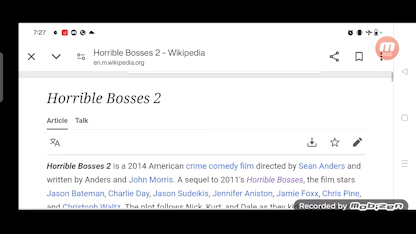 7:27
Horrible Bosses 2 - Wikipedia
en.m.wikipedia.org
Horrible Bosses 2
Article Talk
Horrible Bosses 2 is a 2014 American crime comedy film directed by Sean Anders and
written by Anders and John Morris. A sequel to 2011's Horrible Bosses, the film stars
Jason Bateman, Charlie Day, Jason Sudeikis, Jennifer Aniston, Jamie Foxx, Chris Pine,
and Christoph Waltz. The plot follows Nick, Kurt, and Dale as they
Recorded by mobizen